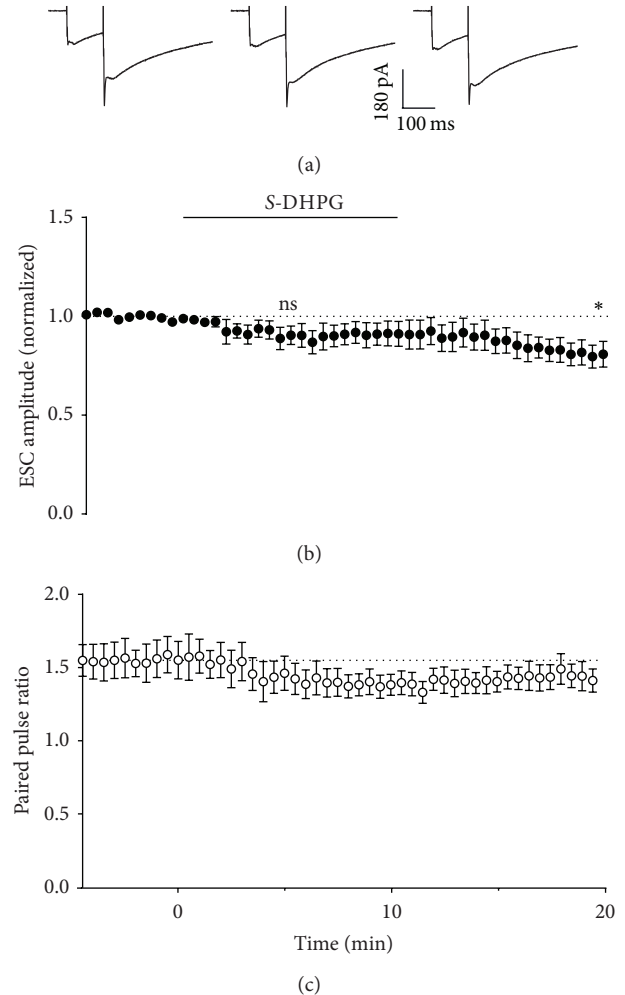 180 pA
100 ms
(a)
S-DHPG
1.5
ns
*
1.0
0.5
0.0
ESC amplitude (normalized)
(b)
2.0
1.5
1.0
0.5
0.0
Paired pulse ratio
0
10
20
Time (min)
(c)